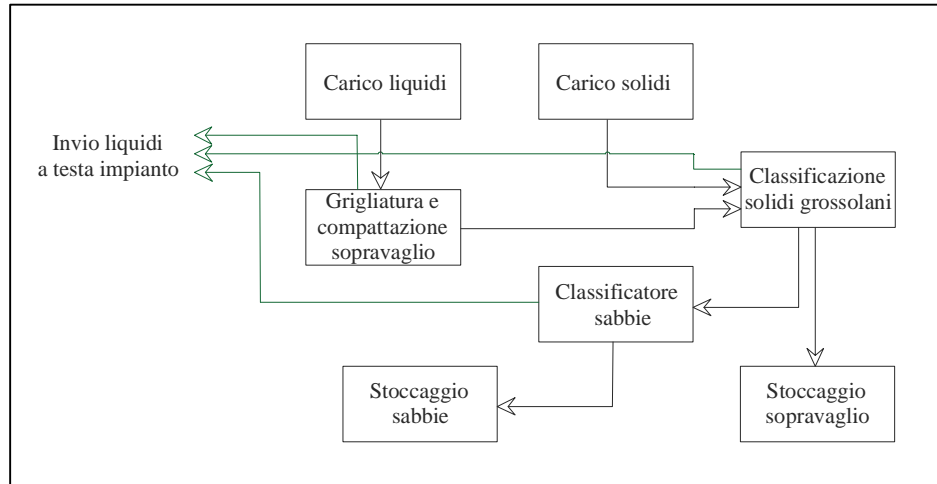 Carico liquidi
Carico solidi
Invio liquidi
a testa impianto
Classificazione
solidi grossolani
Grigliatura e
compattazione
sopravaglio
Classificatore
sabbie
Stoccaggio
sabbie
Stoccaggio
sopravaglio